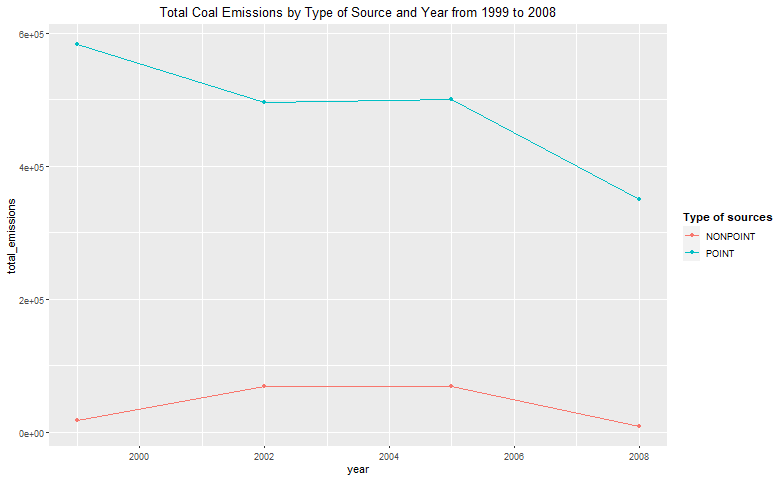 Total Coal Emissions by Type of Source and Year from 1999 to 2008
6e+05
4e+05
2e+05
0e+00
total_emissions
2000 2002 2004 2006 2008
year
Type of sources
NONPOINT
POINT